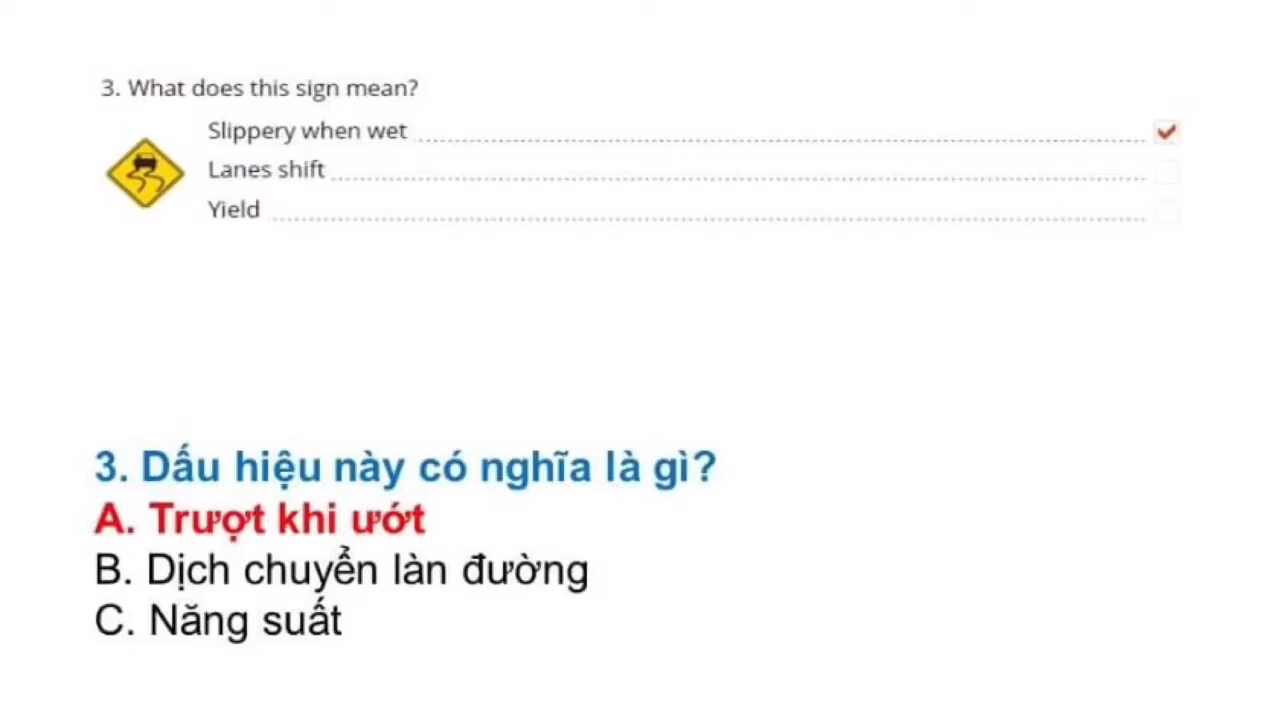 3. What does this sign mean?
Slippery when wet
Lanes shift
Yield
3. Dấu hiệu này có nghĩa là gì?
A. Trượt khi ướt
B. Dịch chuyển làn đường
C. Năng suất